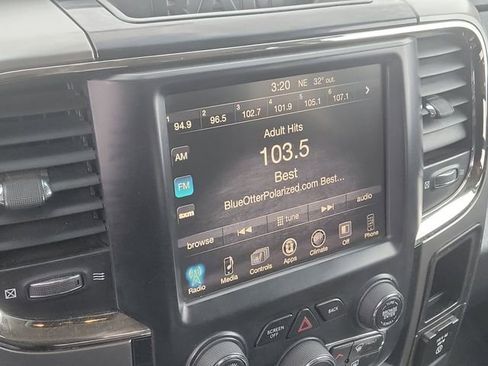 3:20 NE 32° out.
1 94.9 2 96.5 3 102.7 4 101.9 5 105.1 6 107.1
Adult Hits
AM
103.5
FM
Best
BlueOtterPolarized.com Best...
sxm
browse tune audio
Radio Media Controls Apps Climate Off Phone
SCREEN OFF
BACK